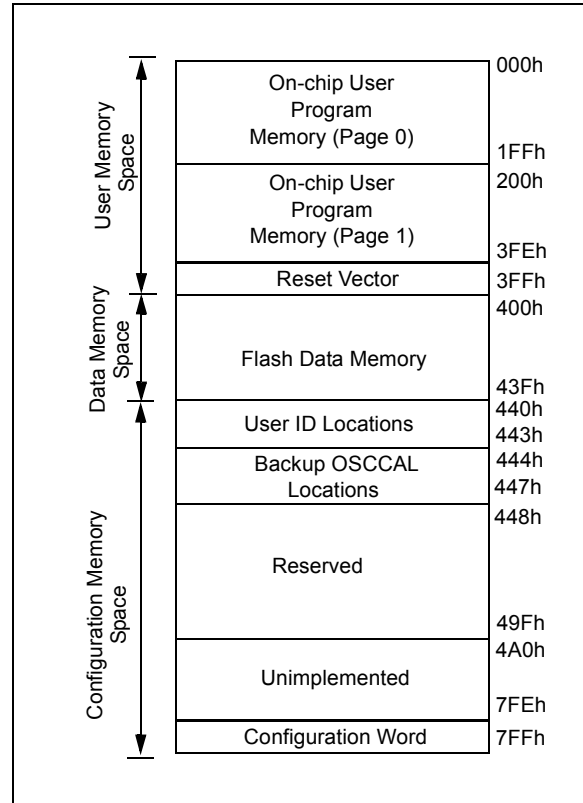 User Memory
Space
Data Memory
Space
Configuration Memory
Space
On-chip User
Program
Memory (Page 0)
000h
1FFh
On-chip User
Program
Memory (Page 1)
200h
3FEh
Reset Vector
3FFh
Flash Data Memory
400h
43Fh
User ID Locations
440h
443h
Backup OSCCAL
Locations
444h
447h
Reserved
448h
49Fh
Unimplemented
4A0h
7FEh
Configuration Word
7FFh